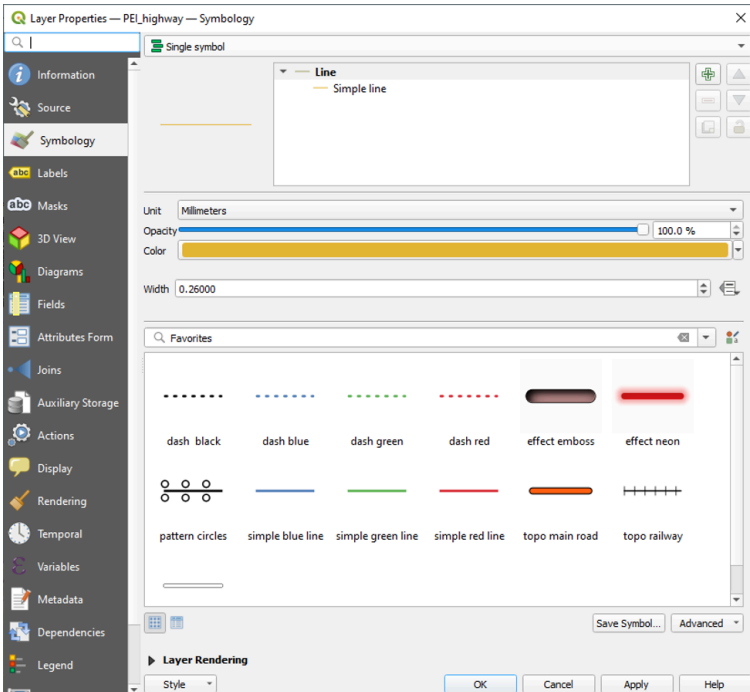 Layer Properties — PEI_highway — Symbology
Single symbol
Information
Source
Symbology
abc Labels
abc Masks
3D View
Diagrams
Fields
Attributes Form
Joins
Auxiliary Storage
Actions
Display
Rendering
Temporal
Variables
Metadata
Dependencies
Legend
Line
Simple line
Unit Millimeters
Opacity 100.0 %
Color
Width 0.26000
Favorites
dash  black dash blue dash green dash red effect emboss effect neon
pattern circles simple blue line simple green line simple red line topo main road topo railway
Save Symbol... Advanced
Layer Rendering
Style OK Cancel Apply Help